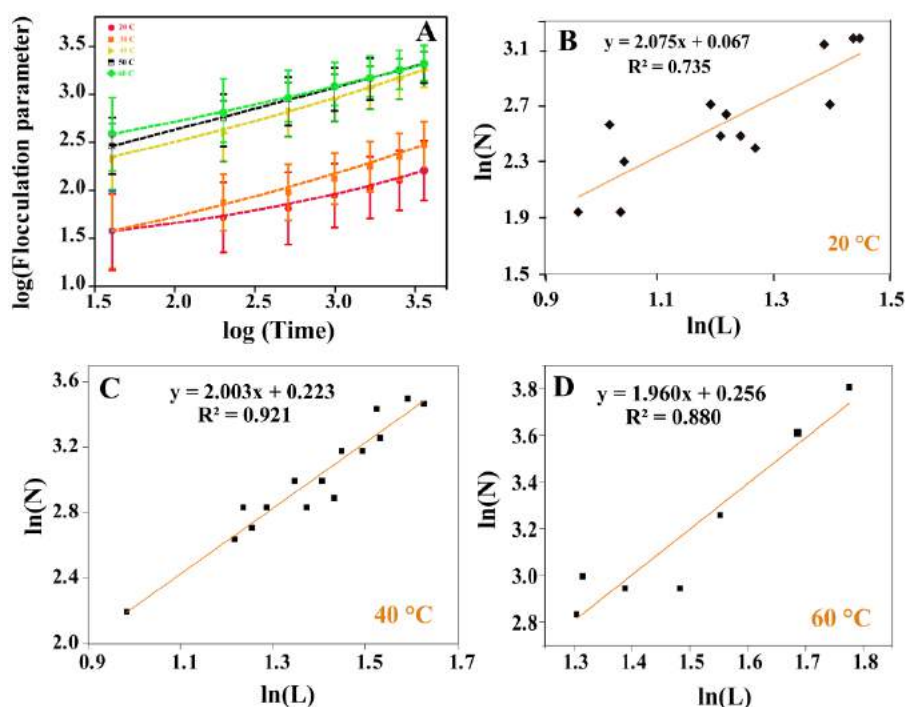 A
20 C
30 C
40 C
50 C
60 C
log(Flocculation parameter)
3.5
3.0
2.5
2.0
1.5
1.0
1.5
2.0
2.5
3.0
3.5
log (Time)
B
y = 2.075x + 0.067
R² = 0.735
ln(N)
3.1
2.7
2.3
1.9
1.5
0.9
1.1
1.3
1.5
20 °C
ln(L)
C
y = 2.003x + 0.223
R² = 0.921
ln(N)
3.6
3.2
2.8
2.4
2.0
0.9
1.1
1.3
1.5
1.7
40 °C
ln(L)
D
y = 1.960x + 0.256
R² = 0.880
ln(N)
3.8
3.6
3.4
3.2
3.0
2.8
1.3
1.4
1.5
1.6
1.7
1.8
60 °C
ln(L)